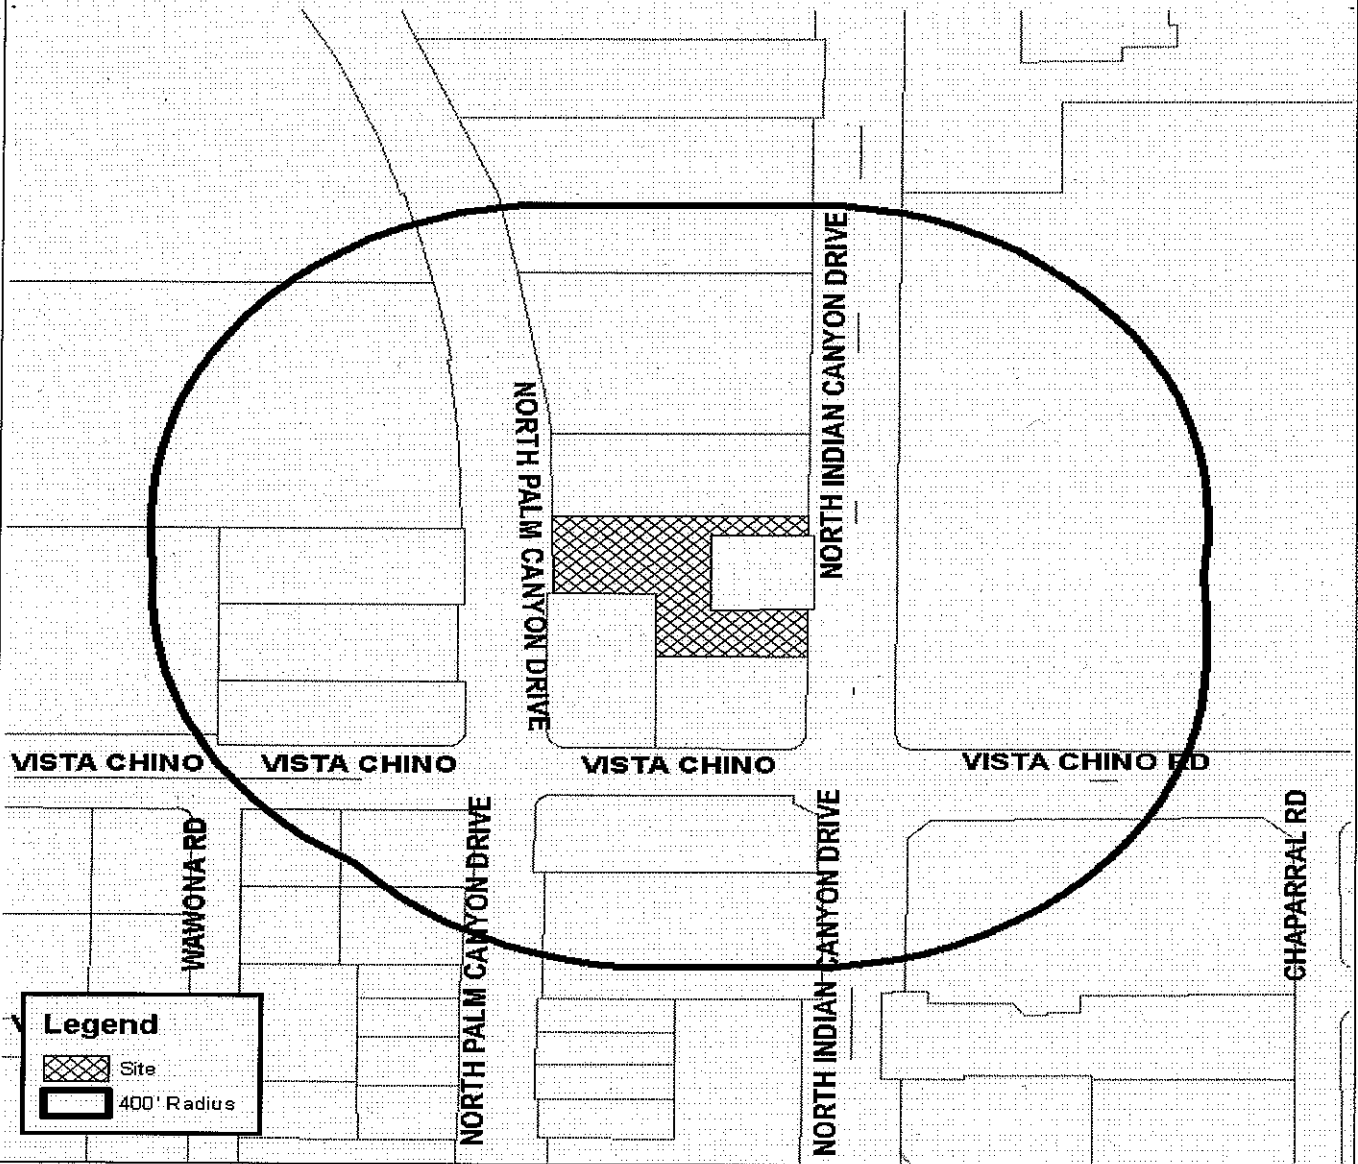 NORTH INDIAN CANYON DRIVE
NORTH PALM CANYON DRIVE
VISTA CHINO
VISTA CHINO
VISTA CHINO
VISTA CHINO RD
WAWONA RD
NORTH PALM CANYON DRIVE
NORTH INDIAN CANYON DRIVE
CHAPARRAL RD
Legend
Site
400' Radius